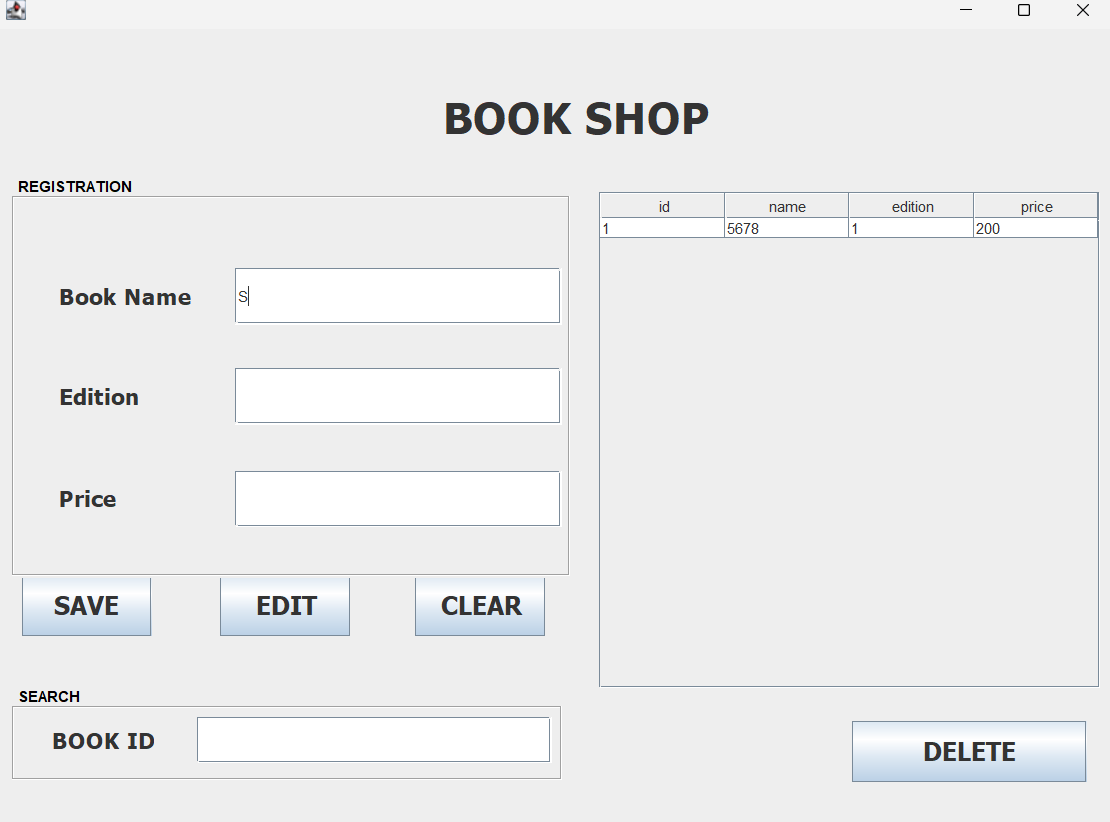 BOOK SHOP
REGISTRATION
Book Name
S
Edition
Price
SAVE EDIT CLEAR
SEARCH
BOOK ID
id name edition price
1 5678 1 200
DELETE